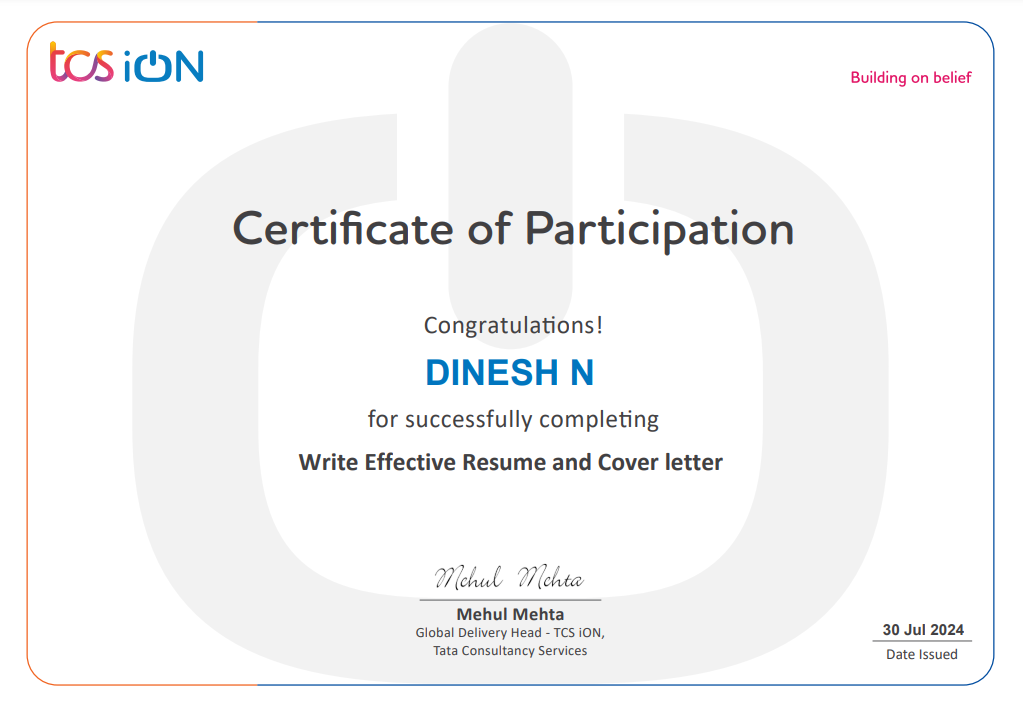 tcs iON
Building on belief
Certificate of Participation
Congratulations!
DINESH N
for successfully completing
Write Effective Resume and Cover letter
Mehul Mehta
Mehul Mehta
Global Delivery Head - TCS iON,
Tata Consultancy Services
30 Jul 2024
Date Issued